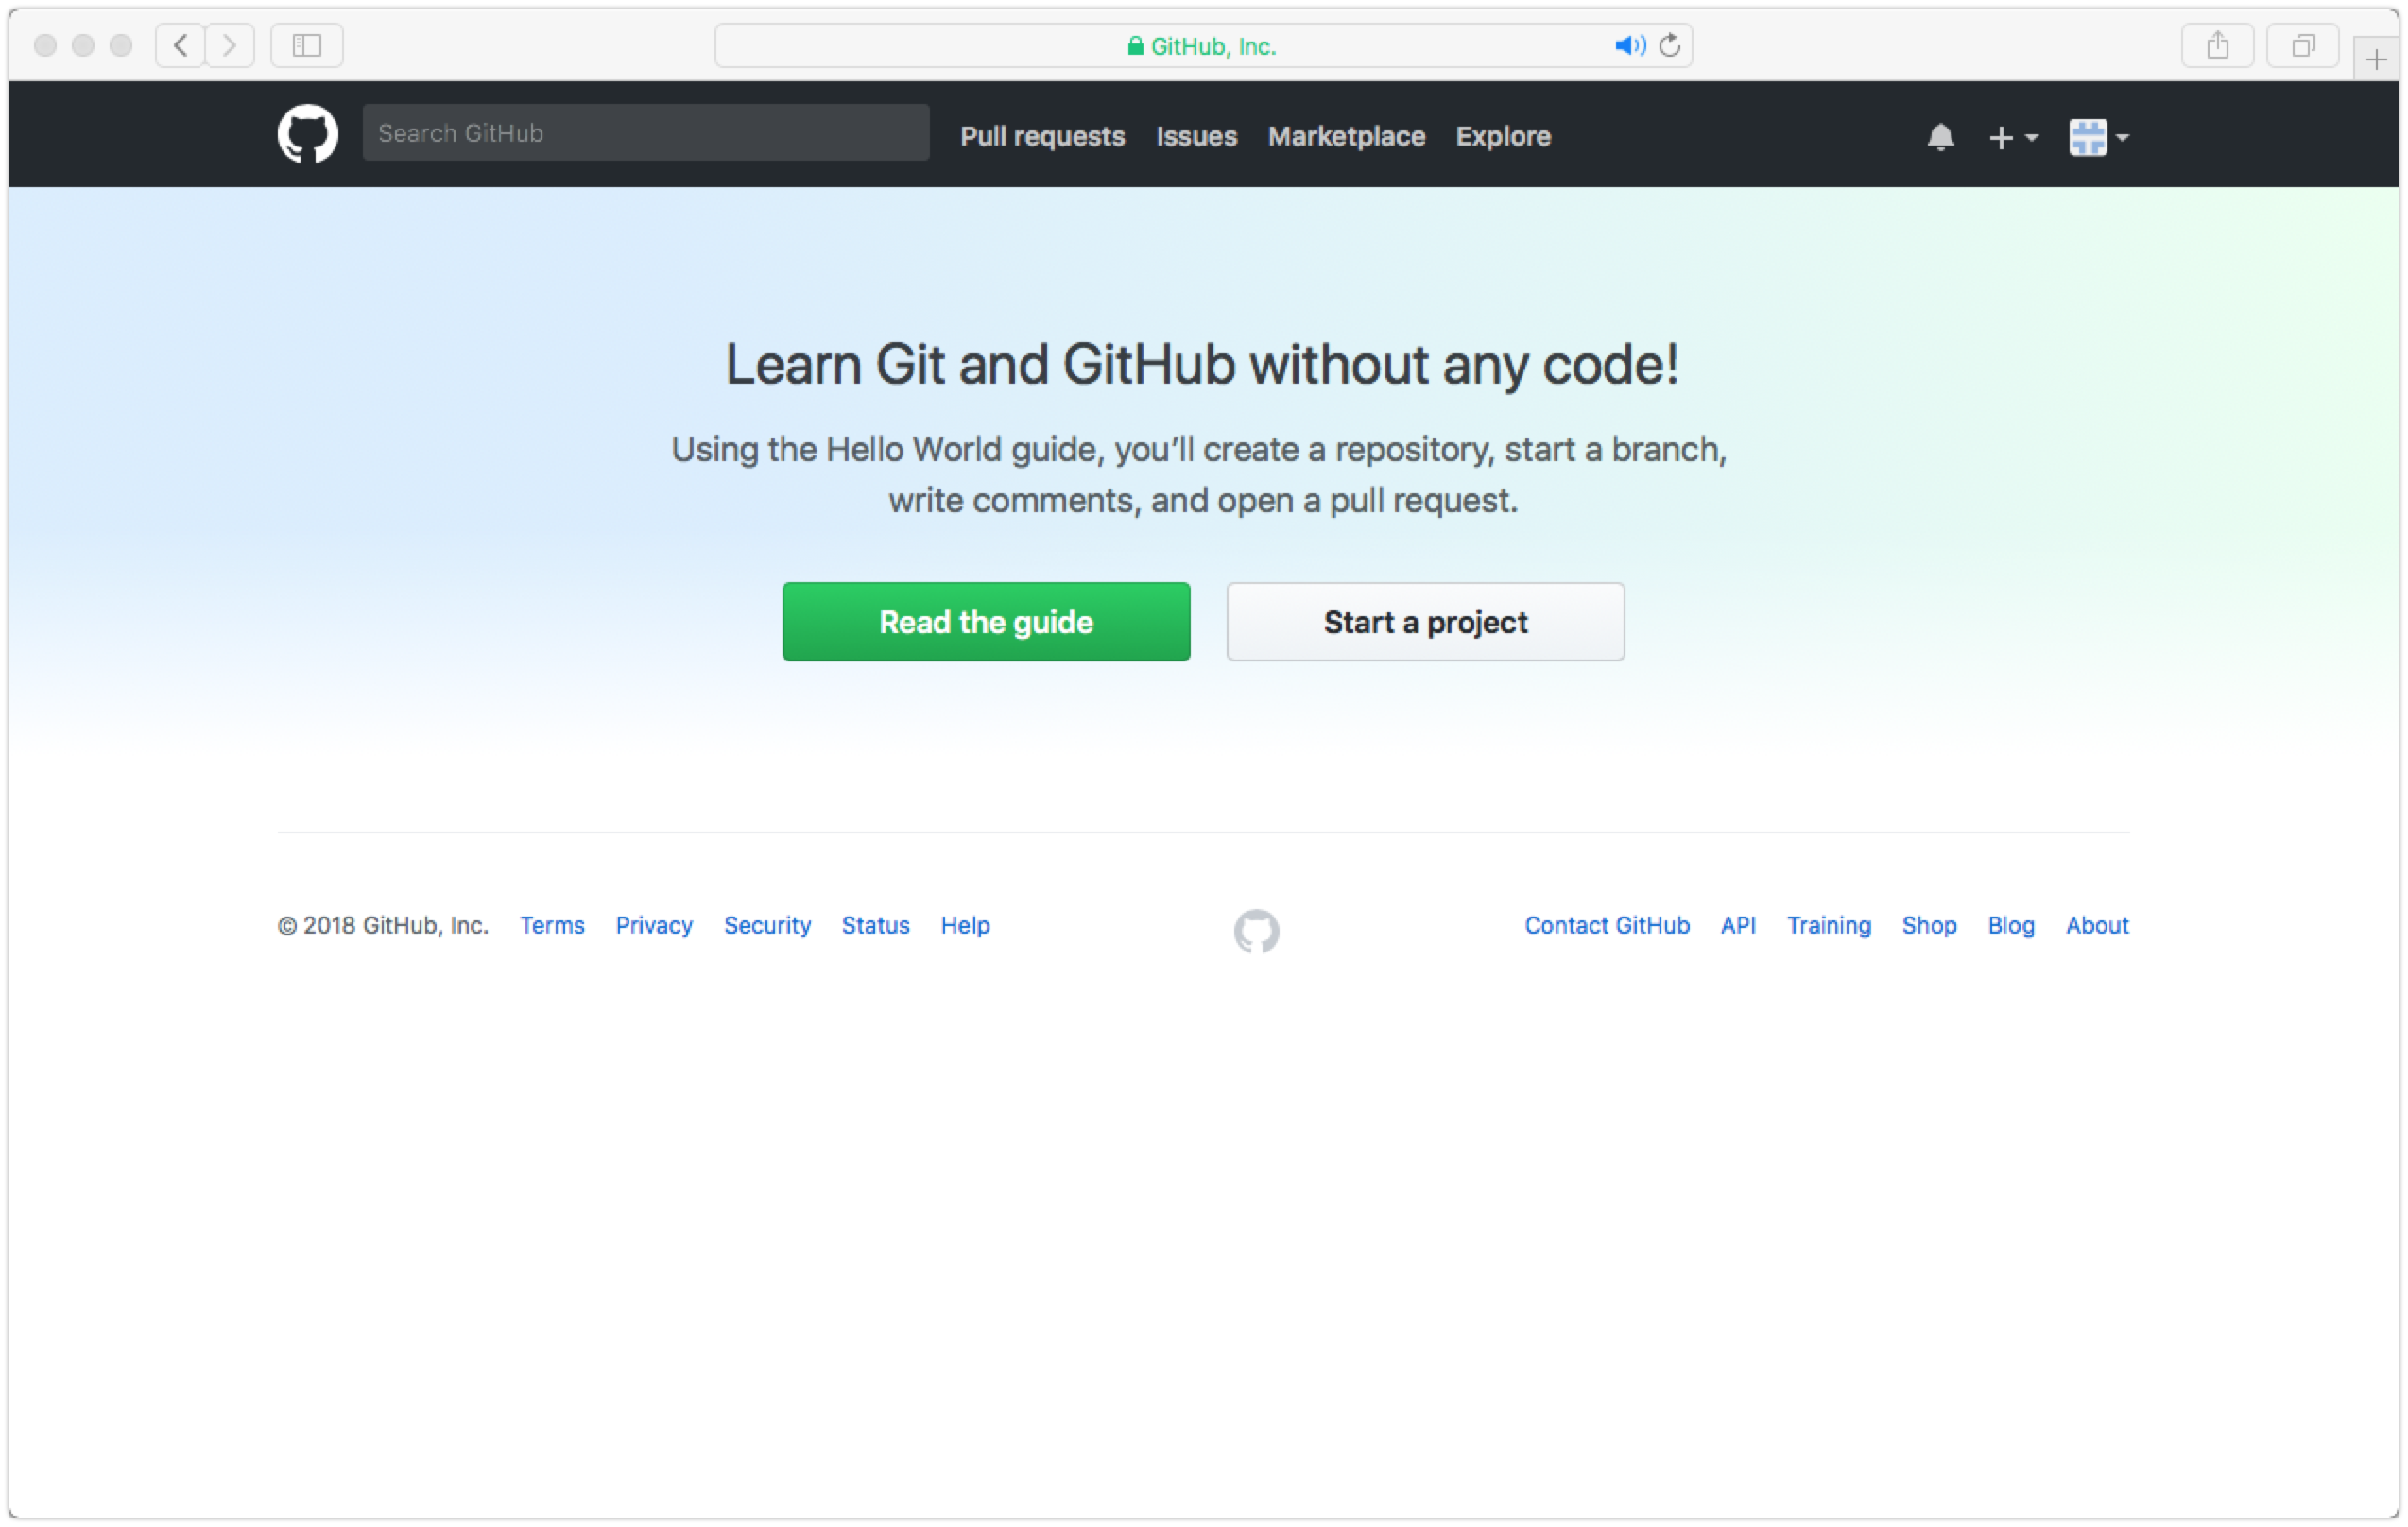 GitHub, Inc.
Search GitHub
Pull requests Issues Marketplace Explore
Learn Git and GitHub without any code!
Using the Hello World guide, you’ll create a repository, start a branch,
write comments, and open a pull request.
Read the guide Start a project
© 2018 GitHub, Inc. Terms Privacy Security Status Help Contact GitHub API Training Shop Blog About